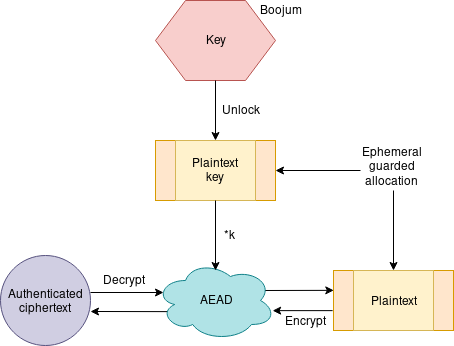 Boojum
Key
Unlock
Plaintext
key
Ephemeral
guarded
allocation
*k
Decrypt
Authenticated
ciphertext
AEAD
Encrypt
Plaintext